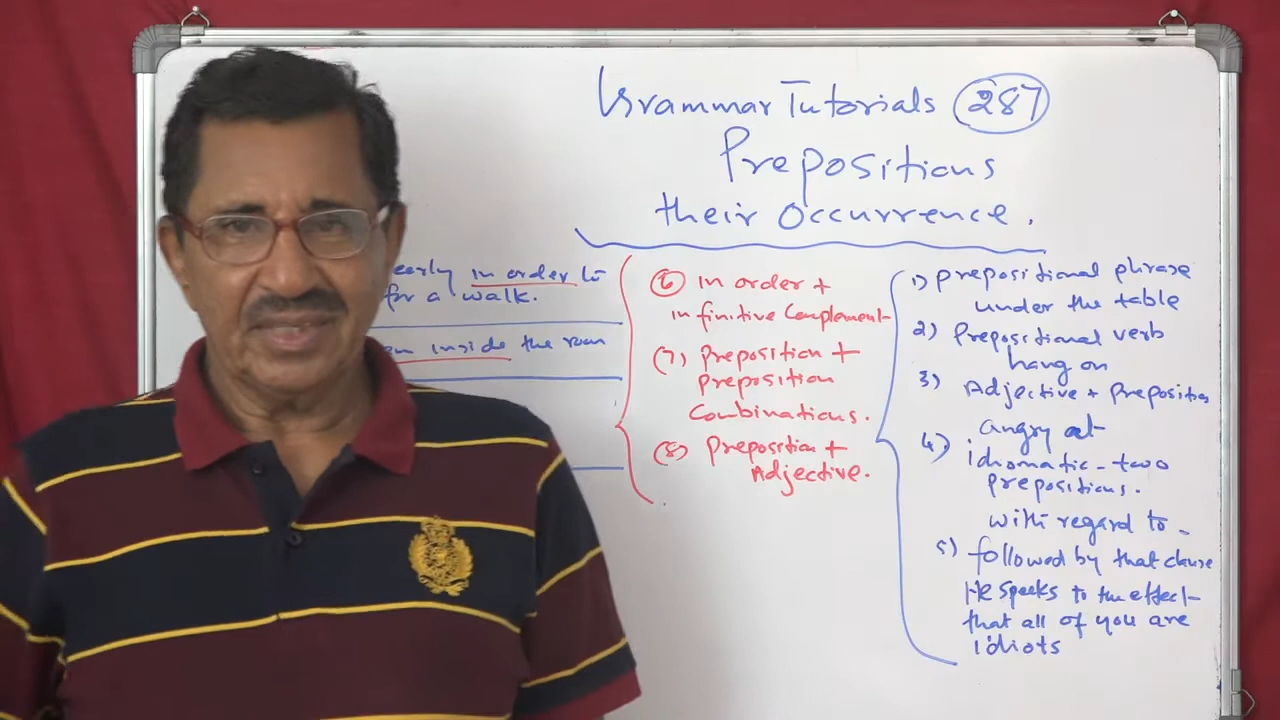 Grammar Tutorials 287
Prepositions
their Occurrence.
early in order to
for a walk.
inside the room
6 In order +
infinitive Complement
(7) Preposition +
preposition
Combinations.
(8) Preposition +
Adjective.
1) prepositional phrase
under the table
2) Prepositional verb
hang on
3) Adjective + Preposition
angry at
4) idiomatic - two
prepositions.
with regard to -
5) followed by that clause
He speaks to the effect
that all of you are
idiots